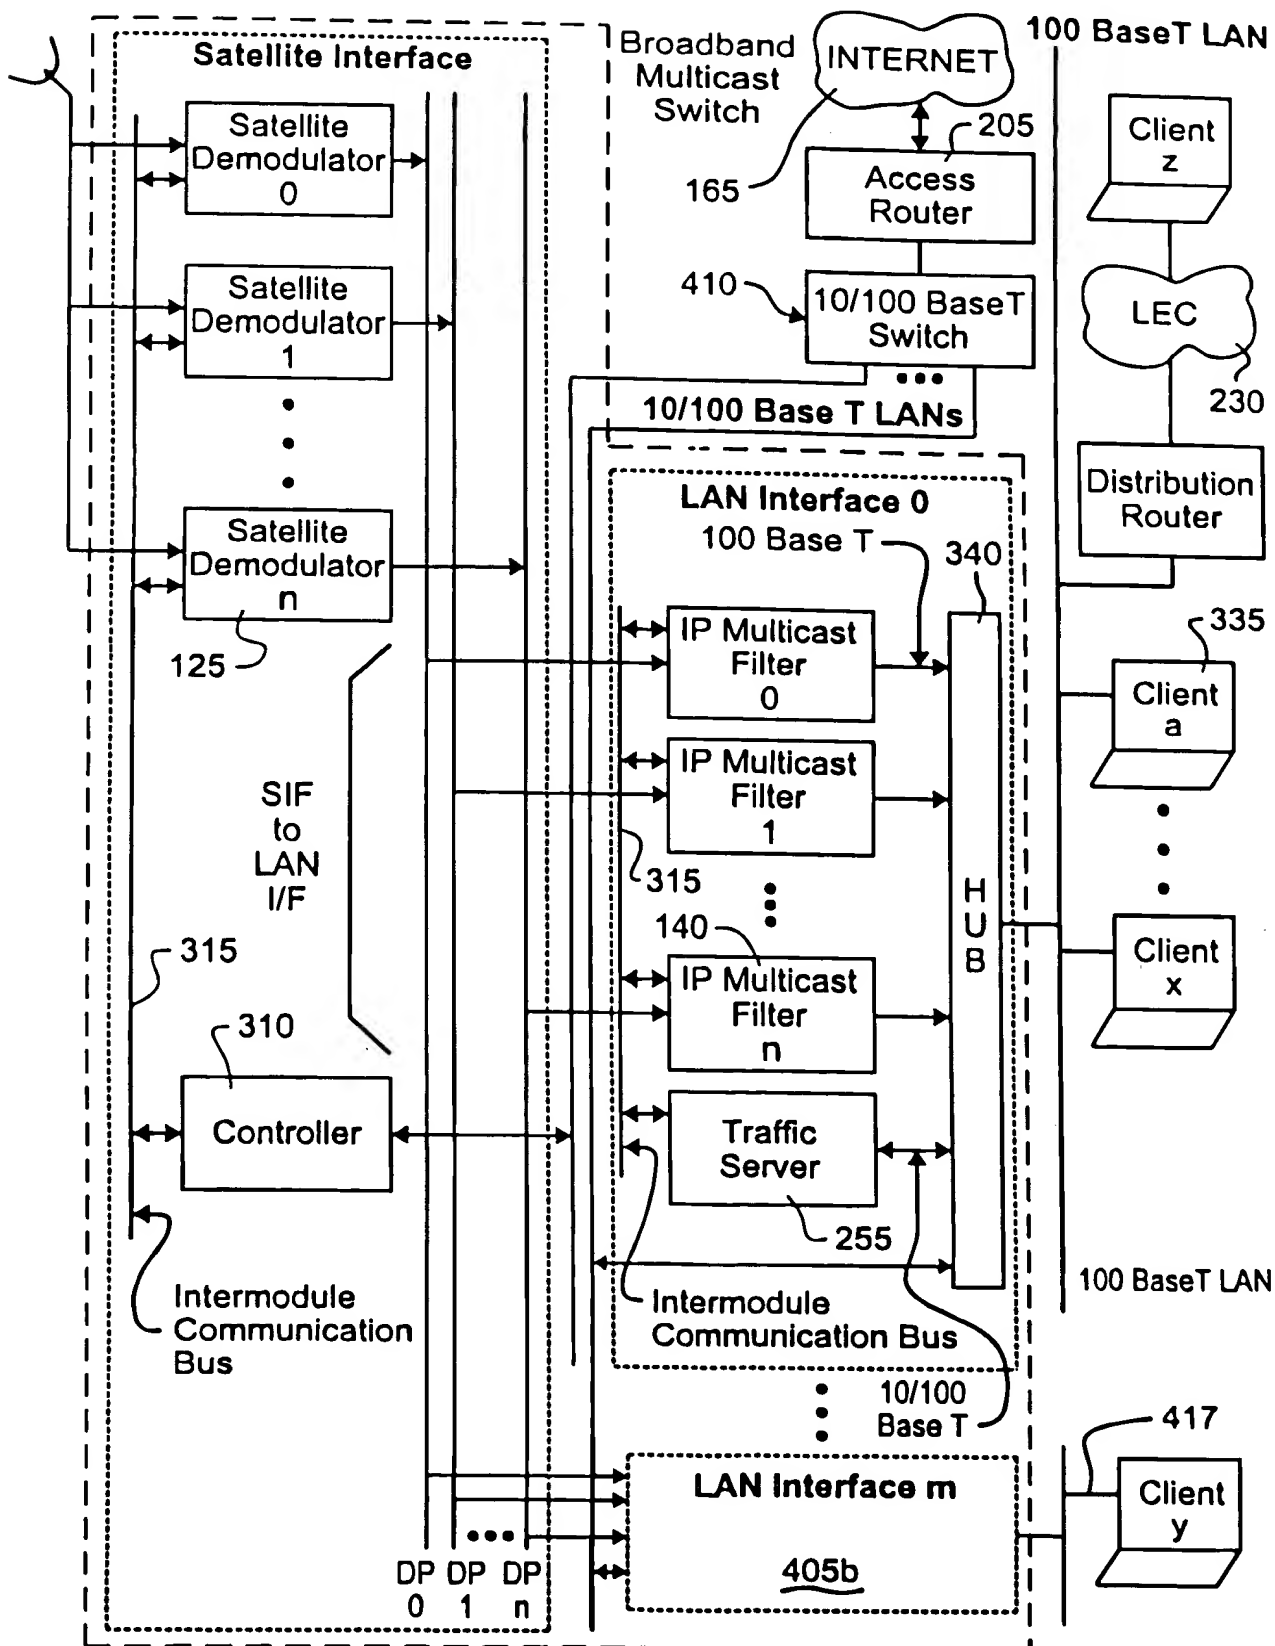 Satellite Interface
Satellite
Demodulator
0
Satellite
Demodulator
1
Satellite
Demodulator
n
125
SIF
to
LAN
I/F
315
310
Controller
Intermodule
Communication
Bus
DP DP DP
0 1 n
Broadband
Multicast
Switch
INTERNET
165
205
Access
Router
410
10/100 BaseT
Switch
10/100 Base T LANs
100 BaseT LAN
Client
z
LEC
230
Distribution
Router
LAN Interface 0
100 Base T
340
IP Multicast
Filter
0
IP Multicast
Filter
1
315
140
IP Multicast
Filter
n
Traffic
Server
255
H
U
B
Intermodule
Communication Bus
10/100
Base T
335
Client
a
Client
x
100 BaseT LAN
LAN Interface m
405b
417
Client
y